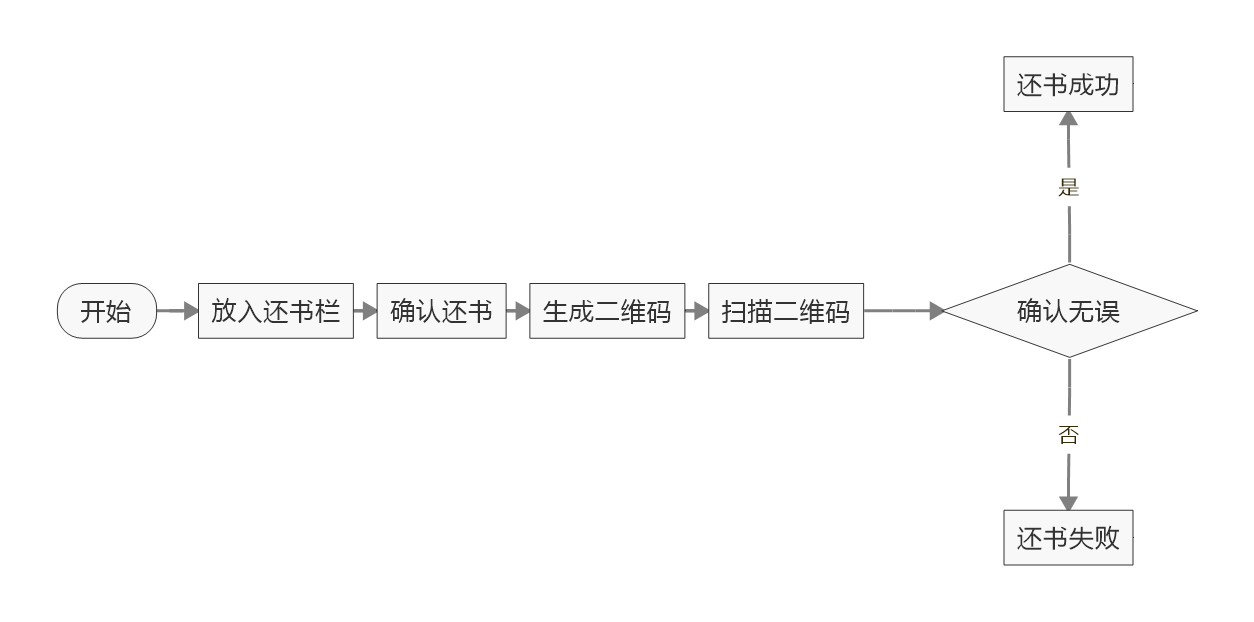 还书成功
是
开始
放入还书栏
确认还书
生成二维码
扫描二维码
确认无误
否
还书失败